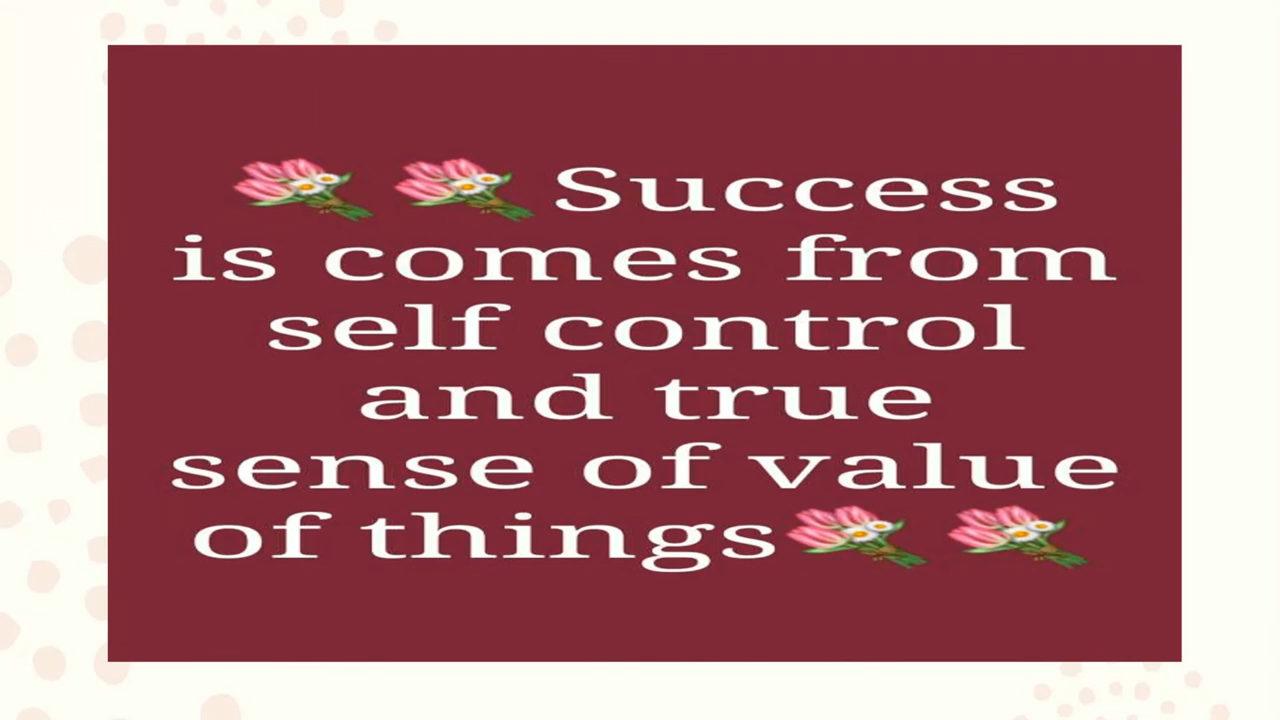 💐 💐 Success
is comes from
self control
and true
sense of value
of things💐 💐